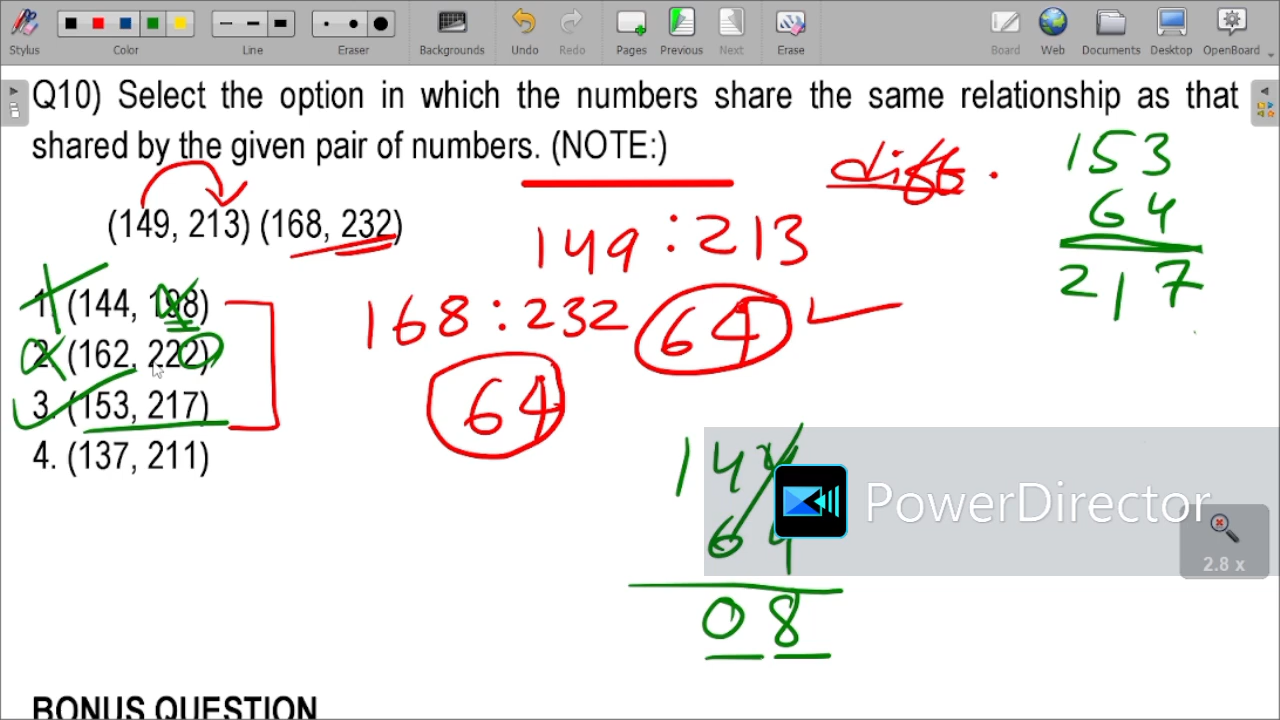 Stylus Color Line Eraser Backgrounds Undo Redo Pages Previous Next Erase Board Web Documents Desktop OpenBoard
Q10) Select the option in which the numbers share the same relationship as that
shared by the given pair of numbers. (NOTE:)
diff.
153
64
217
(149, 213) (168, 232)
149 : 213
168 : 232 64
64
1. (144, 198)
2. (162, 222)
3. (153, 217)
4. (137, 211)
14
64
08
PowerDirector
2.8 x
BONUS QUESTION